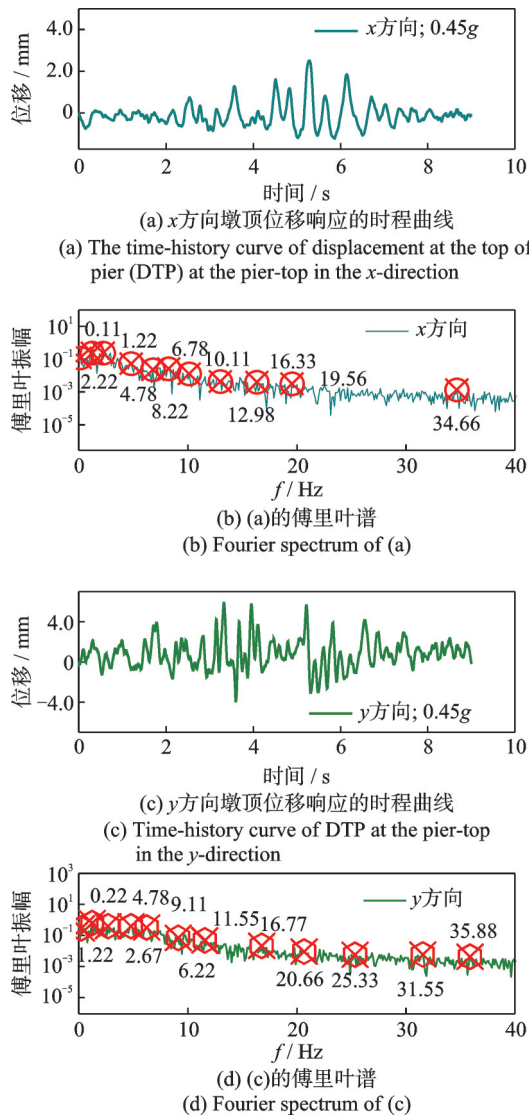 4.0
2.0
0
位移 / mm
x方向; 0.45g
0 2 4 6 8 10
时间 / s
(a) x方向墩顶位移响应的时程曲线
(a) The time-history curve of displacement at the top of
pier (DTP) at the pier-top in the x-direction
10¹
10⁻¹
10⁻³
10⁻⁵
傅里叶振幅
x方向
0.11 1.22 6.78 10.11 16.33 19.56
2.22 4.78 8.22 12.98 34.66
0 10 20 30 40
f / Hz
(b) (a)的傅里叶谱
(b) Fourier spectrum of (a)
4.0
0
−4.0
位移 / mm
y方向; 0.45g
0 2 4 6 8 10
时间 / s
(c) y方向墩顶位移响应的时程曲线
(c) Time-history curve of DTP at the pier-top
in the y-direction
10³
10¹
10⁻¹
10⁻³
10⁻⁵
傅里叶振幅
y方向
0.22 4.78 9.11 11.55 16.77 35.88
1.22 2.67 6.22 20.66 25.33 31.55
0 10 20 30 40
f / Hz
(d) (c)的傅里叶谱
(d) Fourier spectrum of (c)